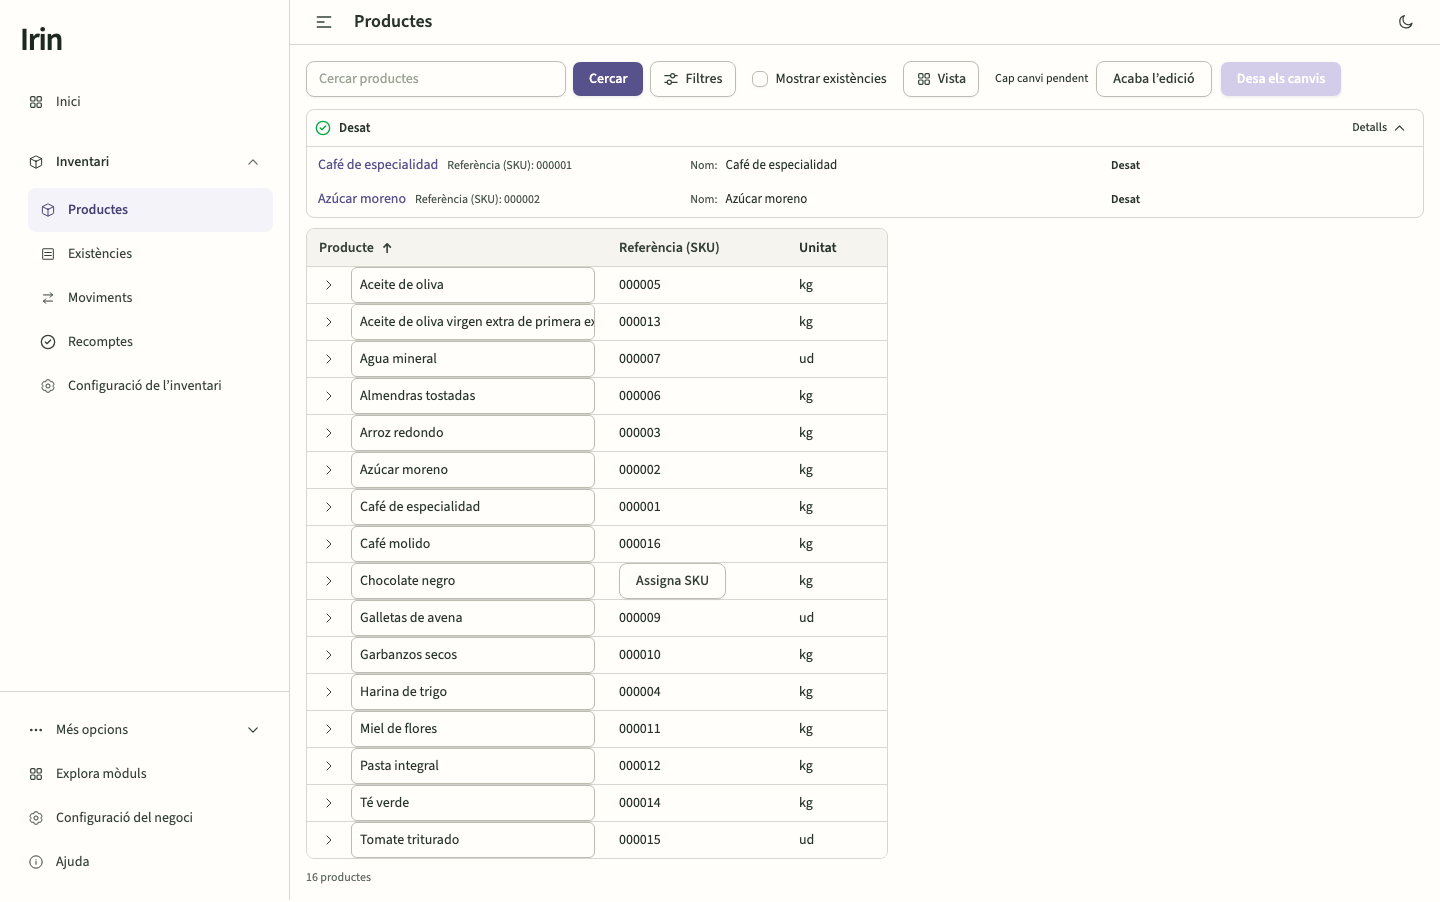 Irin
Inici
Inventari
Productes
Existències
Moviments
Recomptes
Configuració de l’inventari
Més opcions
Explora mòduls
Configuració del negoci
Ajuda
Productes
Cercar productes
Cercar
Filtres
Mostrar existències
Vista
Cap canvi pendent
Acaba l’edició
Desa els canvis
Desat
Detalls
Café de especialidad Referència (SKU): 000001 Nom: Café de especialidad Desat
Azúcar moreno Referència (SKU): 000002 Nom: Azúcar moreno Desat
Producte Referència (SKU) Unitat
Aceite de oliva 000005 kg
Aceite de oliva virgen extra de primera ex 000013 kg
Agua mineral 000007 ud
Almendras tostadas 000006 kg
Arroz redondo 000003 kg
Azúcar moreno 000002 kg
Café de especialidad 000001 kg
Café molido 000016 kg
Chocolate negro Assigna SKU kg
Galletas de avena 000009 ud
Garbanzos secos 000010 kg
Harina de trigo 000004 kg
Miel de flores 000011 kg
Pasta integral 000012 kg
Té verde 000014 kg
Tomate triturado 000015 ud
16 productes